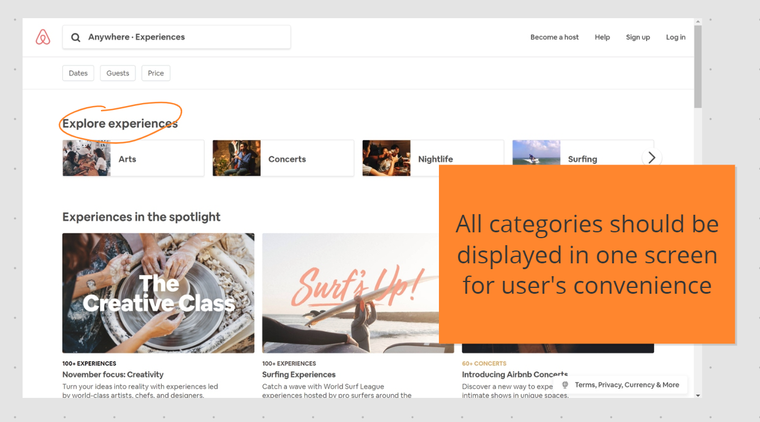 Anywhere · Experiences
Become a host
Help
Sign up
Log in
Dates
Guests
Price
Explore experiences
Arts
Concerts
Nightlife
Surfing
Experiences in the spotlight
All categories should be
displayed in one screen
for user's convenience
The
Creative Class
Surf's Up!
100+ EXPERIENCES
November focus: Creativity
Turn your ideas into reality with experiences led
by world-class artists, chefs, and designers.
100+ EXPERIENCES
Surfing Experiences
Catch a wave with World Surf League
experiences hosted by pro surfers around the
60+ CONCERTS
Introducing Airbnb Concerts
Discover a new way to expe
intimate shows in unique spaces.
Terms, Privacy, Currency & More